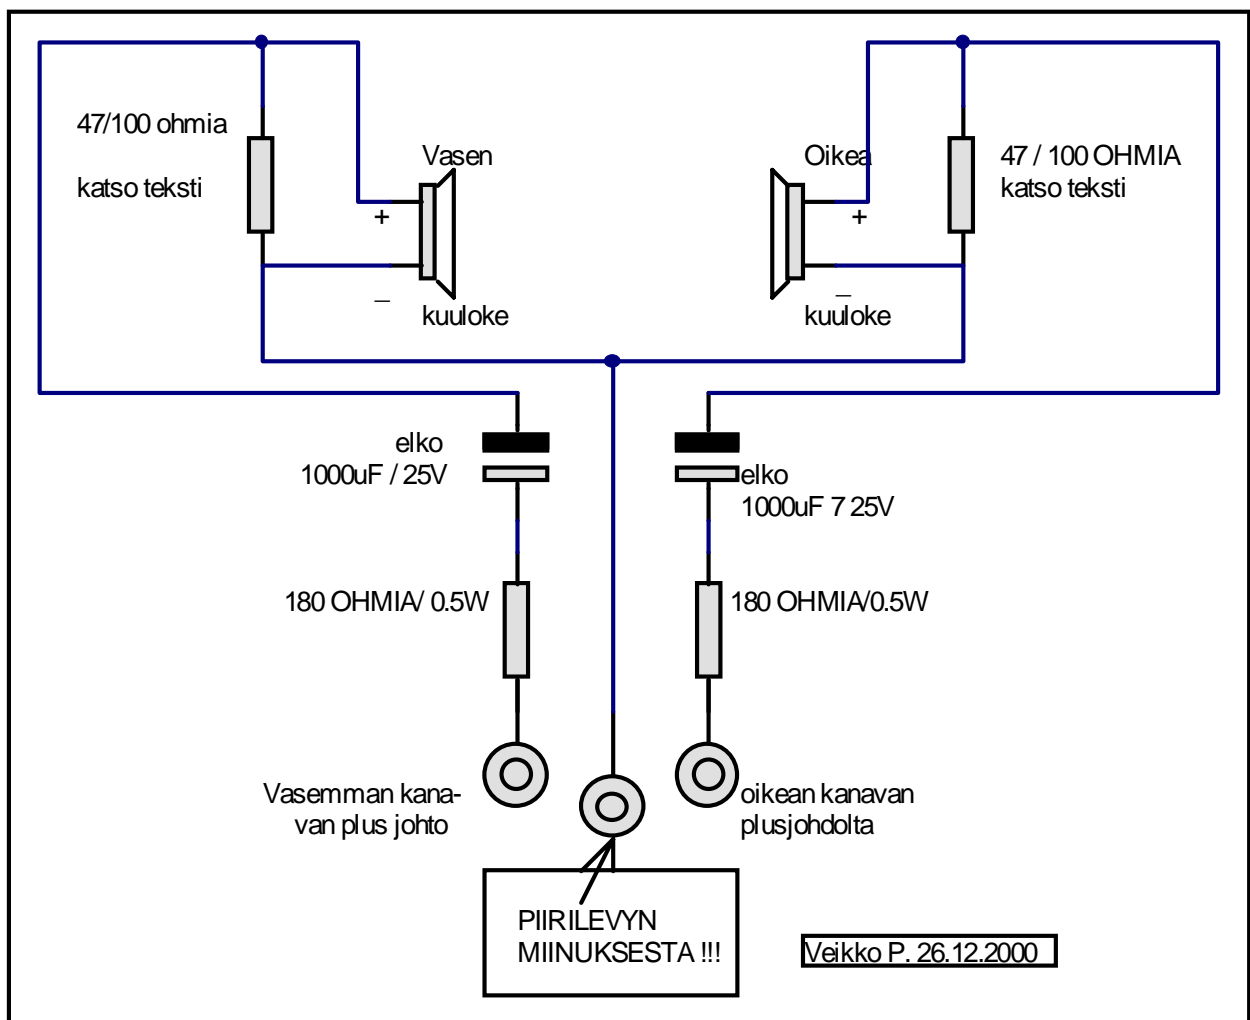 47/100 ohmia
katso teksti
Vasen
+
_
kuuloke
Oikea
+
_
kuuloke
47 / 100 OHMIA
katso teksti
elko
1000uF / 25V
elko
1000uF 7 25V
180 OHMIA/ 0.5W
180 OHMIA/0.5W
Vasemman kana-
van plus johto
oikean kanavan
plusjohdolta
PIIRILEVYN
MIINUKSESTA !!!
Veikko P. 26.12.2000